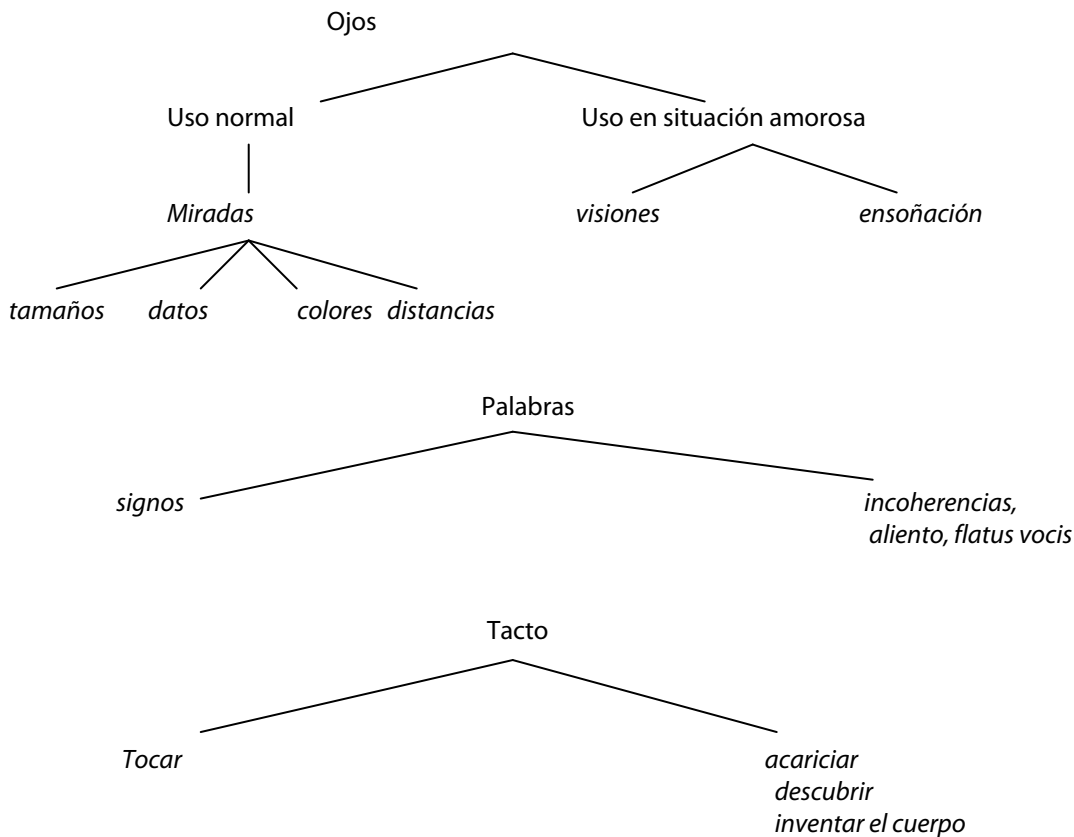 Ojos
Uso normal
Uso en situación amorosa
Miradas
visiones
ensoñación
tamaños
datos
colores
distancias
Palabras
signos
incoherencias,
aliento, flatus vocis
Tacto
Tocar
acariciar
descubrir
inventar el cuerpo